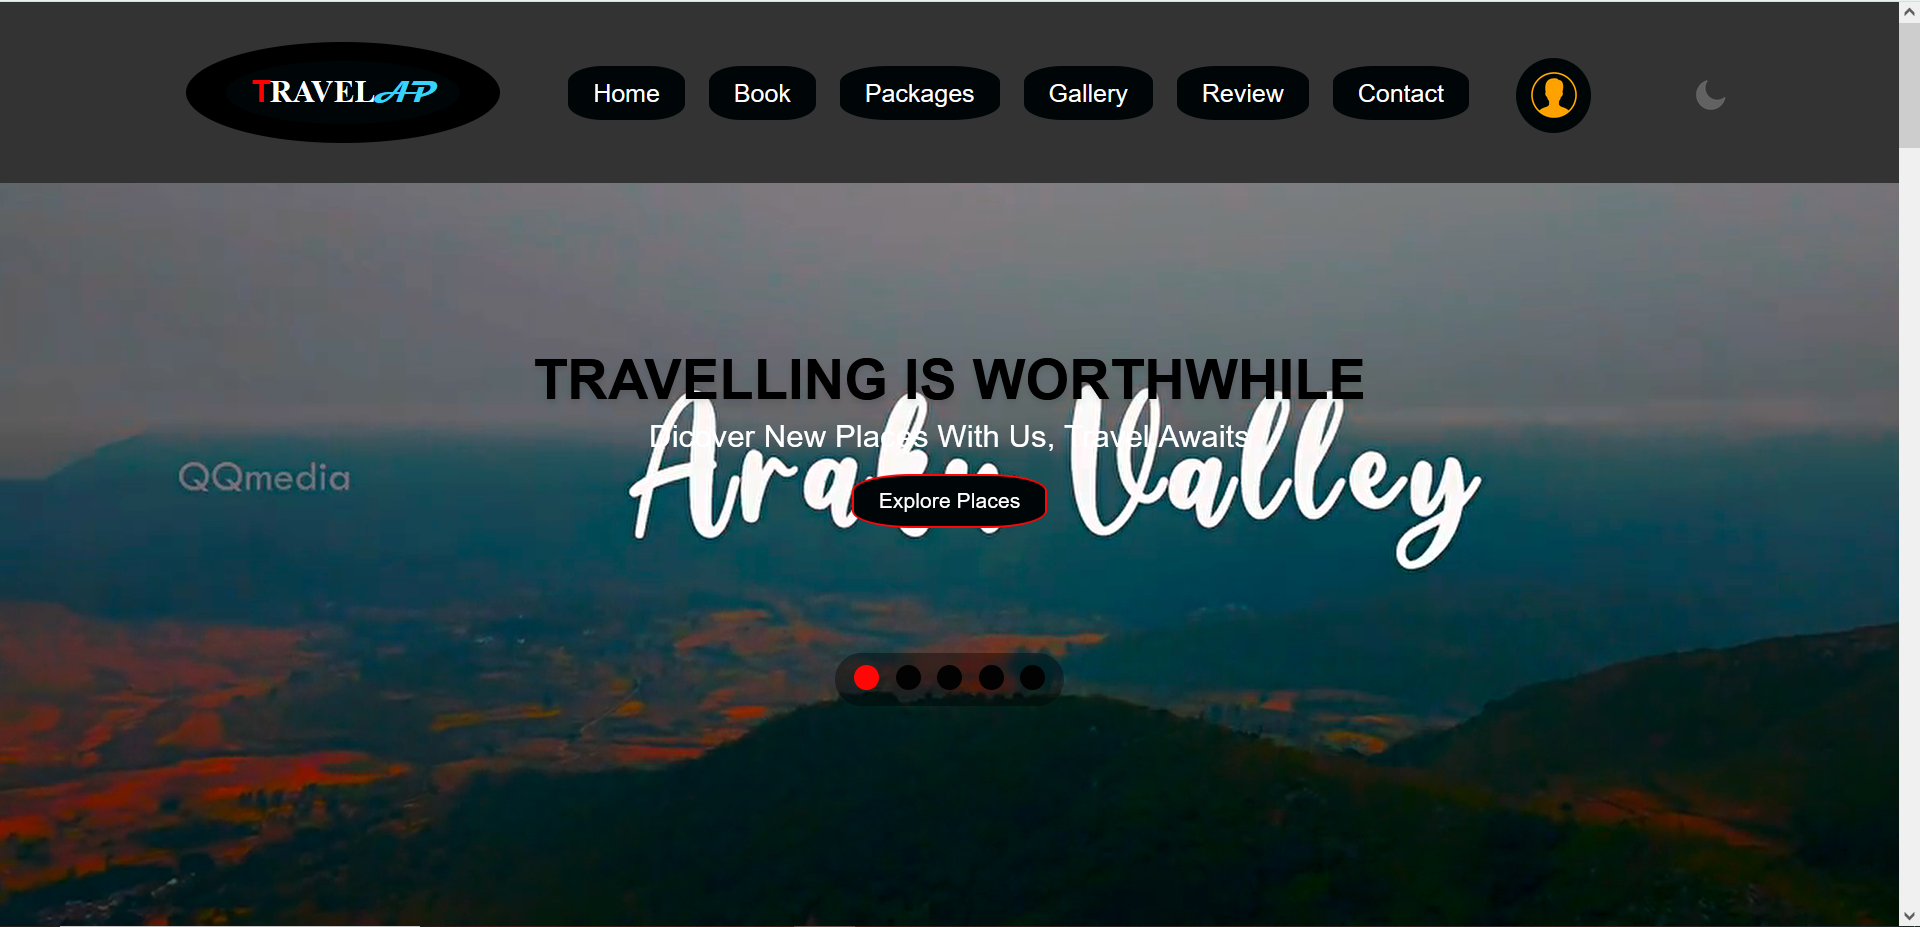 TRAVELAP
Home Book Packages Gallery Review Contact
TRAVELLING IS WORTHWHILE
Dicover New Places With Us, Travel Awaits
QQmedia
Araku Valley
Explore Places